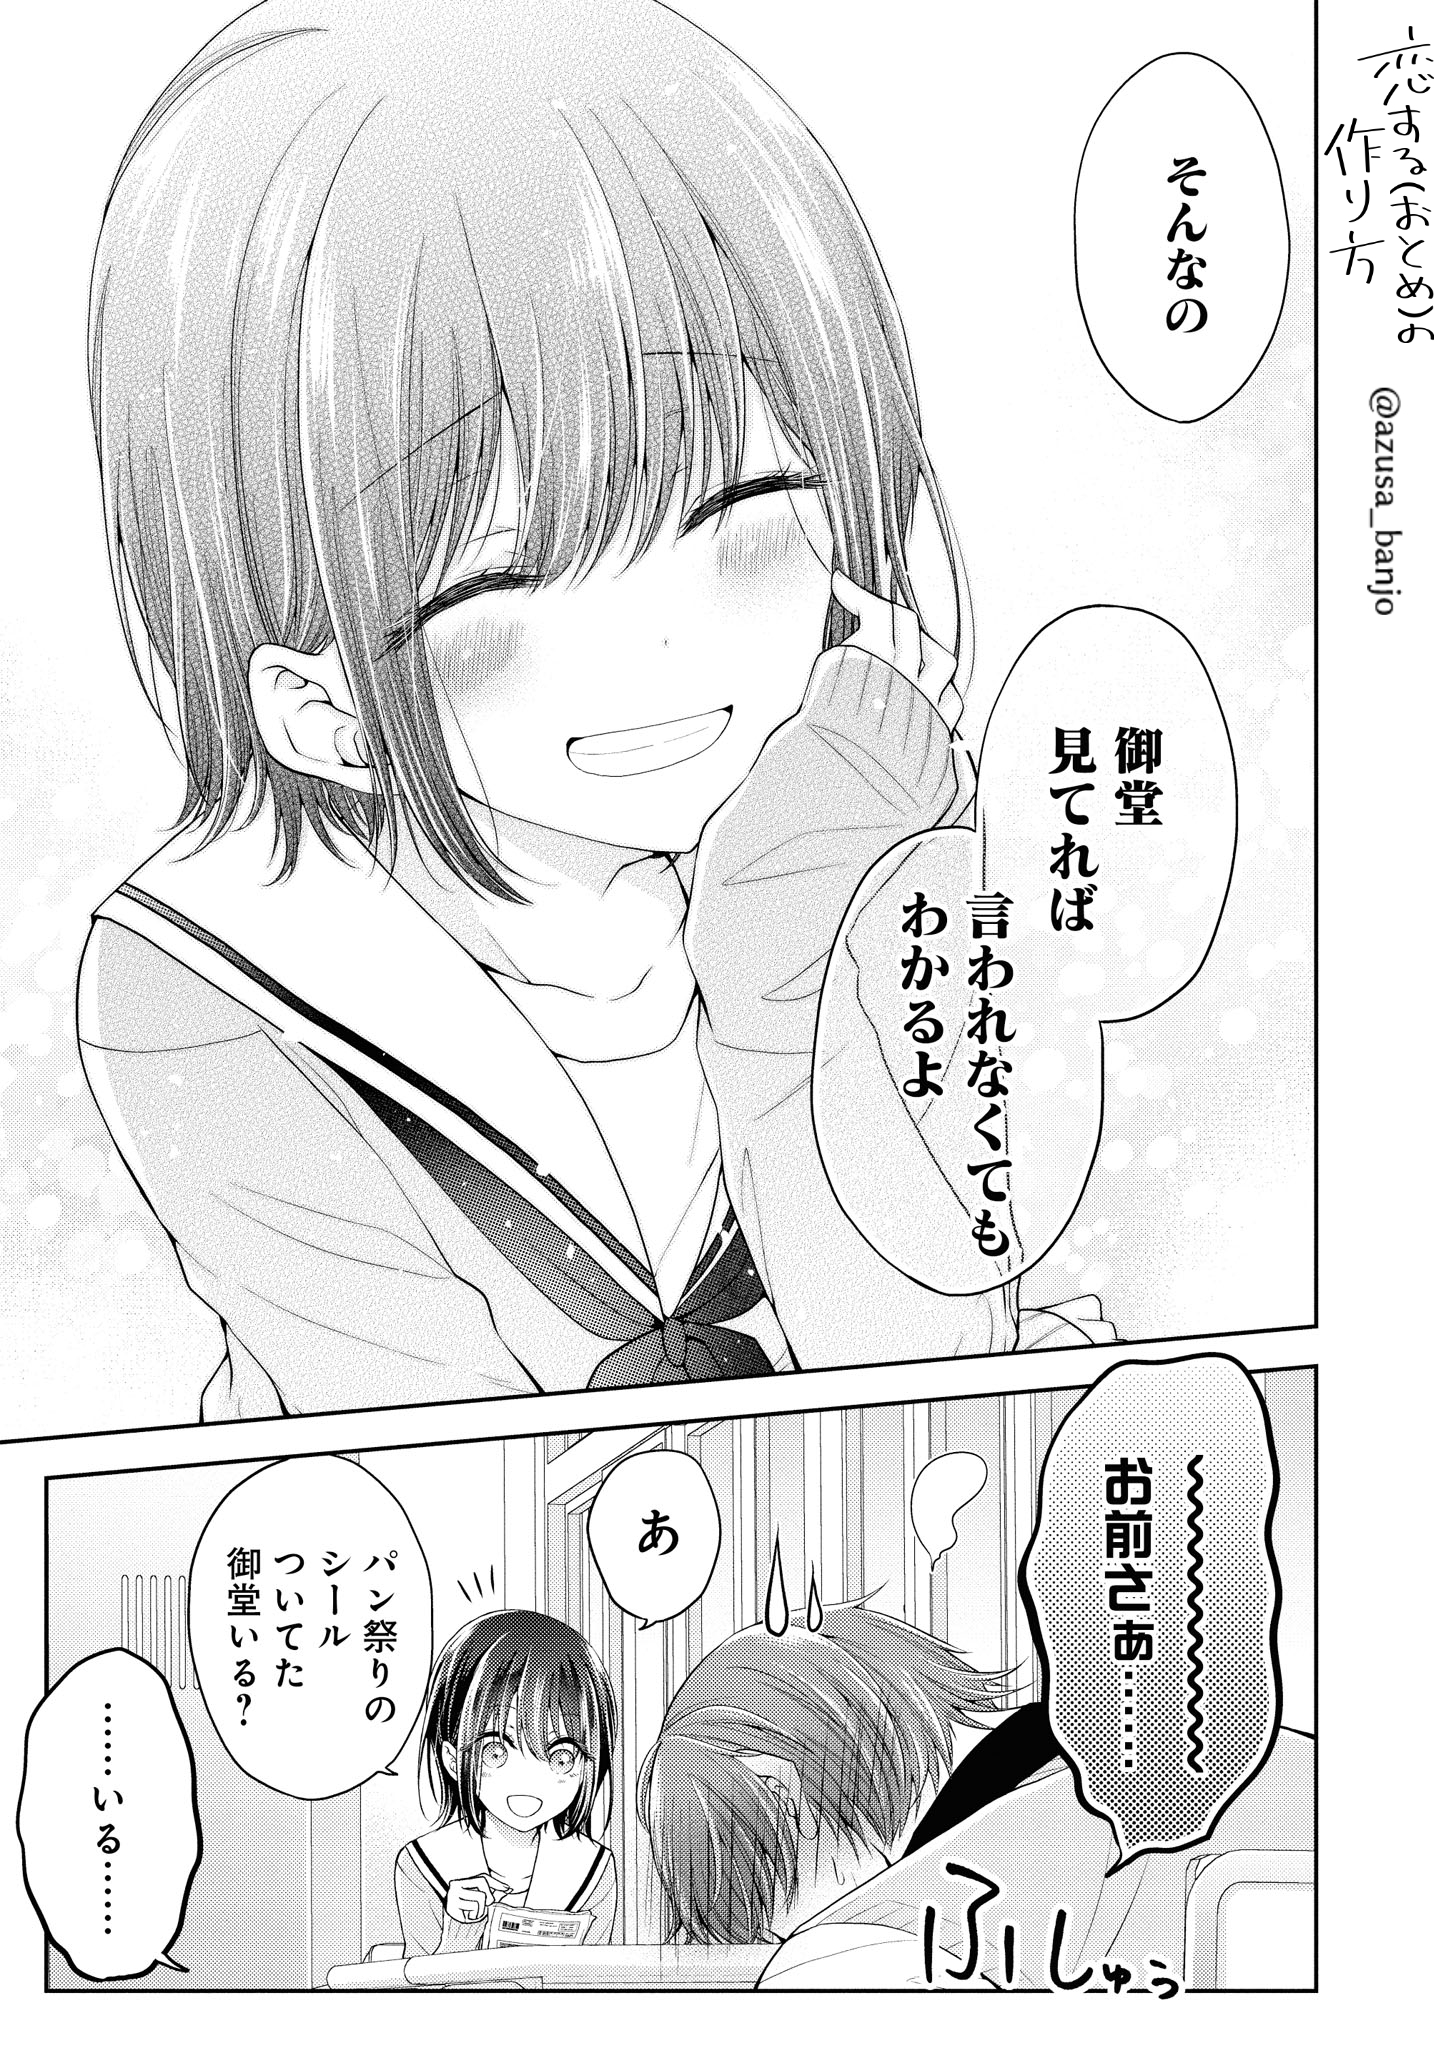 恋する(おとめ)の
作り方
@azusa_banjo
そんなの
御堂
見てれば
言われなくても
わかるよ
お前さぁ……
ふしゅぅ
あ
パン祭りの
シール
ついてた
御堂いる?
……いる……